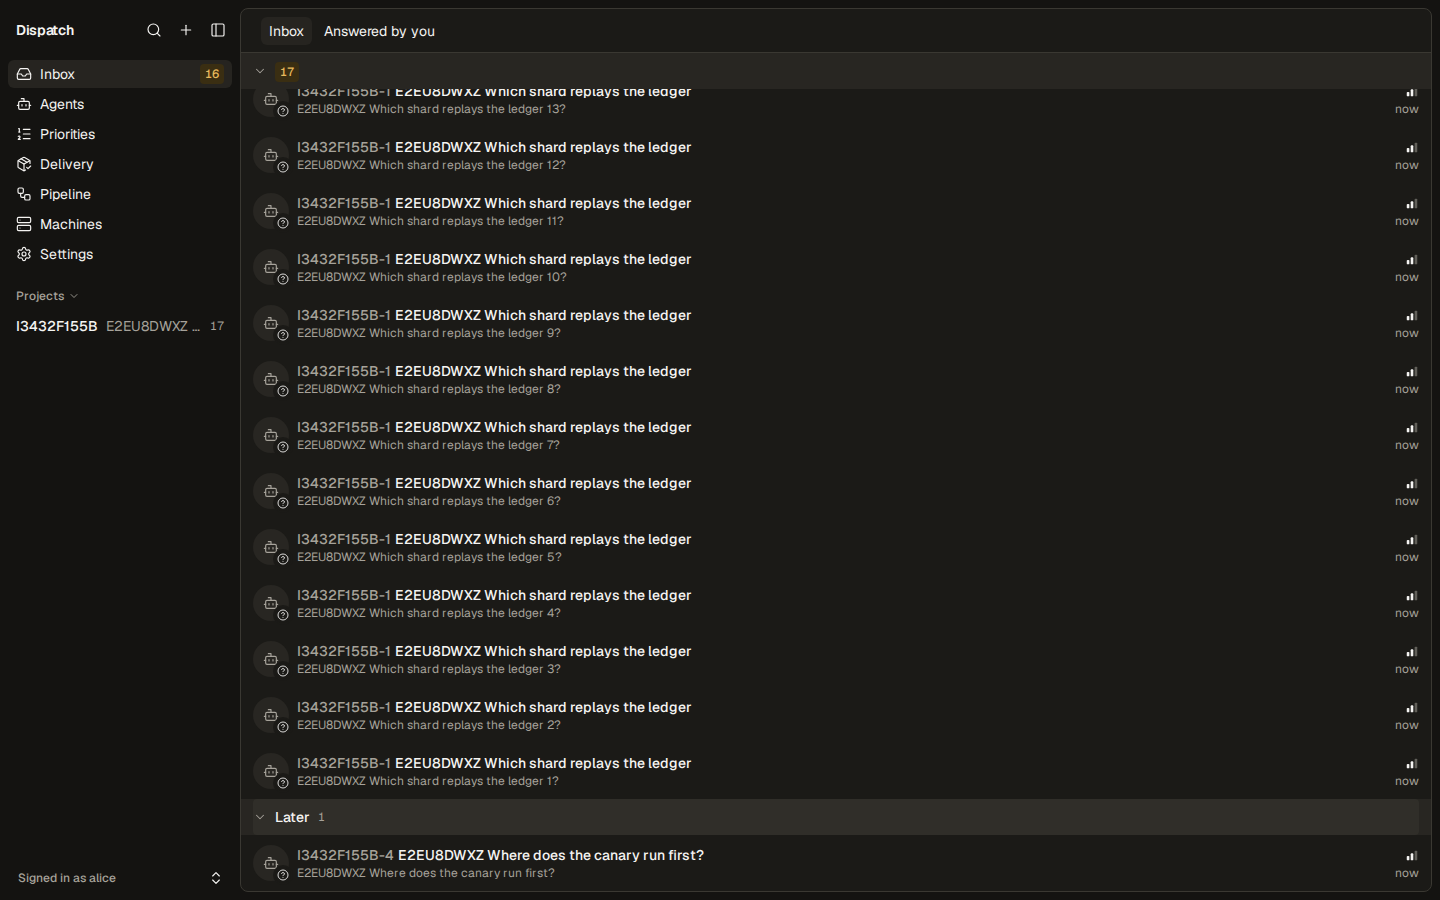 Dispatch
Inbox 16
Agents
Priorities
Delivery
Pipeline
Machines
Settings
Projects
I3432F155B E2EU8DWXZ ... 17
Signed in as alice
Inbox Answered by you
17
I3432F155B-1 E2EU8DWXZ Which shard replays the ledger
E2EU8DWXZ Which shard replays the ledger 13? now
I3432F155B-1 E2EU8DWXZ Which shard replays the ledger
E2EU8DWXZ Which shard replays the ledger 12? now
I3432F155B-1 E2EU8DWXZ Which shard replays the ledger
E2EU8DWXZ Which shard replays the ledger 11? now
I3432F155B-1 E2EU8DWXZ Which shard replays the ledger
E2EU8DWXZ Which shard replays the ledger 10? now
I3432F155B-1 E2EU8DWXZ Which shard replays the ledger
E2EU8DWXZ Which shard replays the ledger 9? now
I3432F155B-1 E2EU8DWXZ Which shard replays the ledger
E2EU8DWXZ Which shard replays the ledger 8? now
I3432F155B-1 E2EU8DWXZ Which shard replays the ledger
E2EU8DWXZ Which shard replays the ledger 7? now
I3432F155B-1 E2EU8DWXZ Which shard replays the ledger
E2EU8DWXZ Which shard replays the ledger 6? now
I3432F155B-1 E2EU8DWXZ Which shard replays the ledger
E2EU8DWXZ Which shard replays the ledger 5? now
I3432F155B-1 E2EU8DWXZ Which shard replays the ledger
E2EU8DWXZ Which shard replays the ledger 4? now
I3432F155B-1 E2EU8DWXZ Which shard replays the ledger
E2EU8DWXZ Which shard replays the ledger 3? now
I3432F155B-1 E2EU8DWXZ Which shard replays the ledger
E2EU8DWXZ Which shard replays the ledger 2? now
I3432F155B-1 E2EU8DWXZ Which shard replays the ledger
E2EU8DWXZ Which shard replays the ledger 1? now
Later 1
I3432F155B-4 E2EU8DWXZ Where does the canary run first?
E2EU8DWXZ Where does the canary run first? now